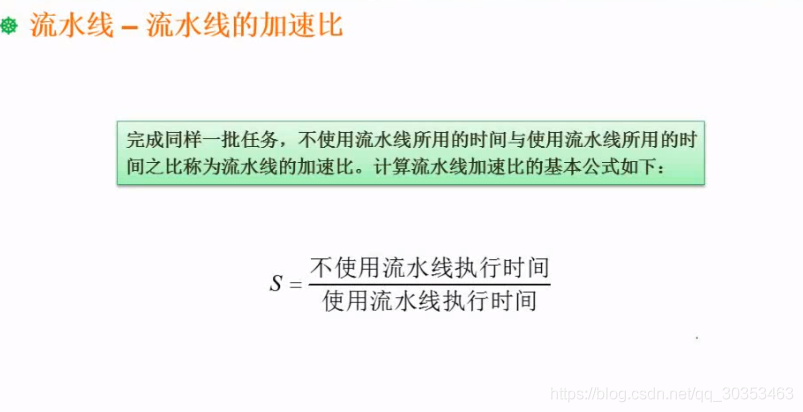 流水线 – 流水线的加速比
完成同样一批任务，不使用流水线所用的时间与使用流水线所用的时
间之比称为流水线的加速比。计算流水线加速比的基本公式如下：
S = 不使用流水线执行时间
使用流水线执行时间
https://blog.csdn.net/qq_30353463